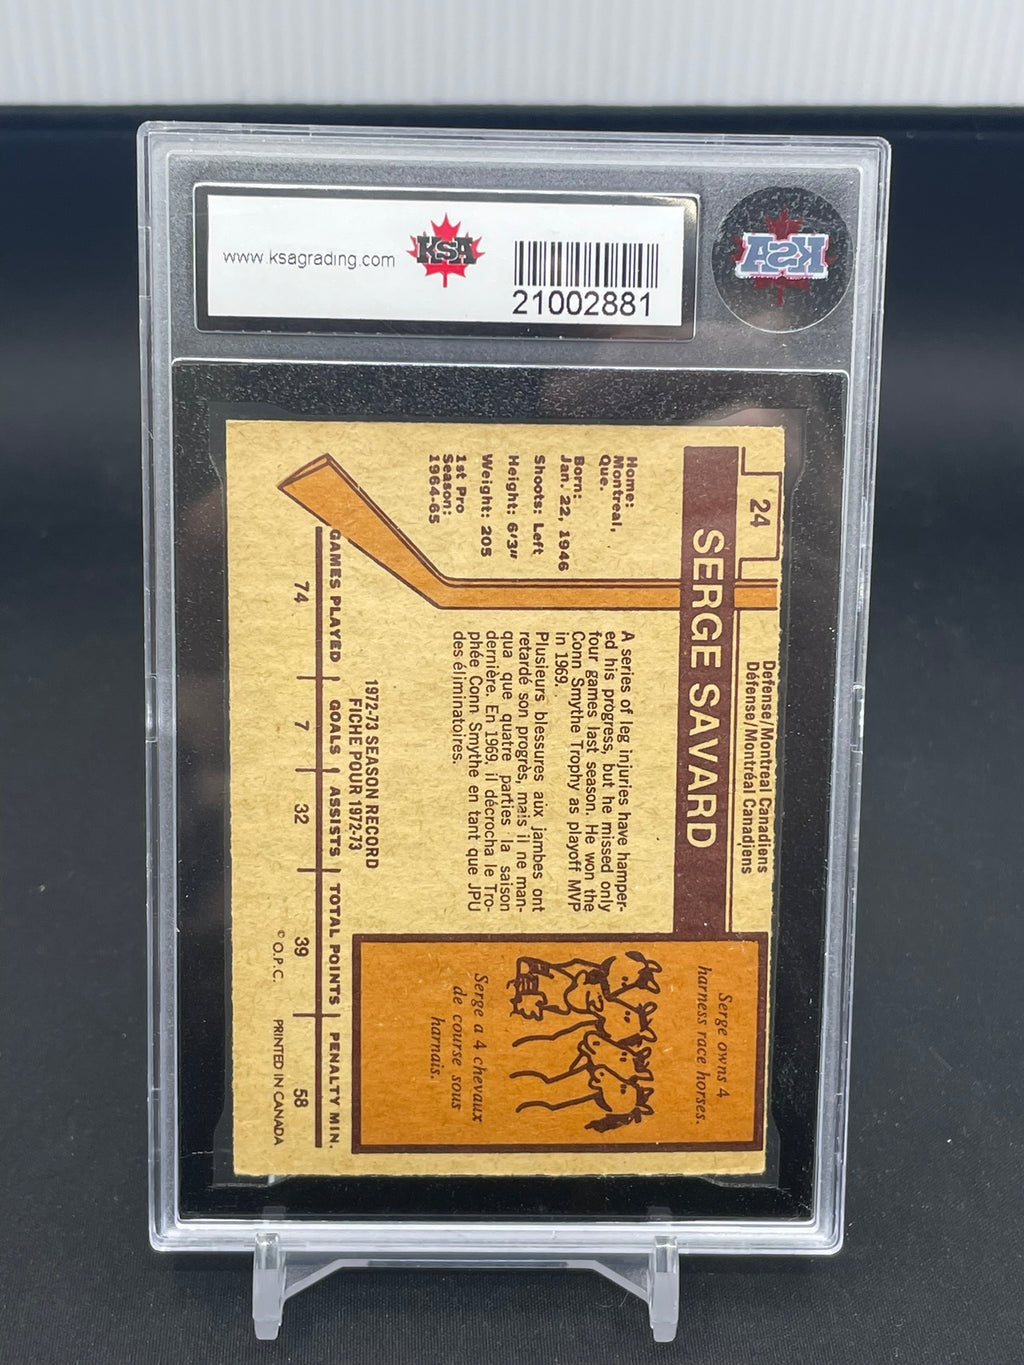 www.ksagrading.com
KSA
21002881
KSA
24
Defense/Montreal Canadiens
Défense/Montréal Canadiens
SERGE SAVARD
Home:
Montreal,
Que.
Born:
Jan. 22, 1946
Shoots: Left
Height: 6'3"
Weight: 205
1st Pro
Season:
1964-65
A series of leg injuries have hamper-
ed his progress, but he missed only
four games last season. He won the
Conn Smythe Trophy as playoff MVP
in 1969.
Plusieurs blessures aux jambes ont
retardé son progrès, mais il ne man-
qua que quatre parties la saison
dernière. En 1969, il décrocha le Tro-
phée Conn Smythe en tant que JPU
des éliminatoires.
Serge owns 4
harness race horses.
Serge a 4 chevaux
de course sous
harnais.
1972-73 SEASON RECORD
FICHE POUR 1972-73
GAMES PLAYED GOALS ASSISTS TOTAL POINTS PENALTY MIN.
74 7 32 39 58
© O.P.C. PRINTED IN CANADA